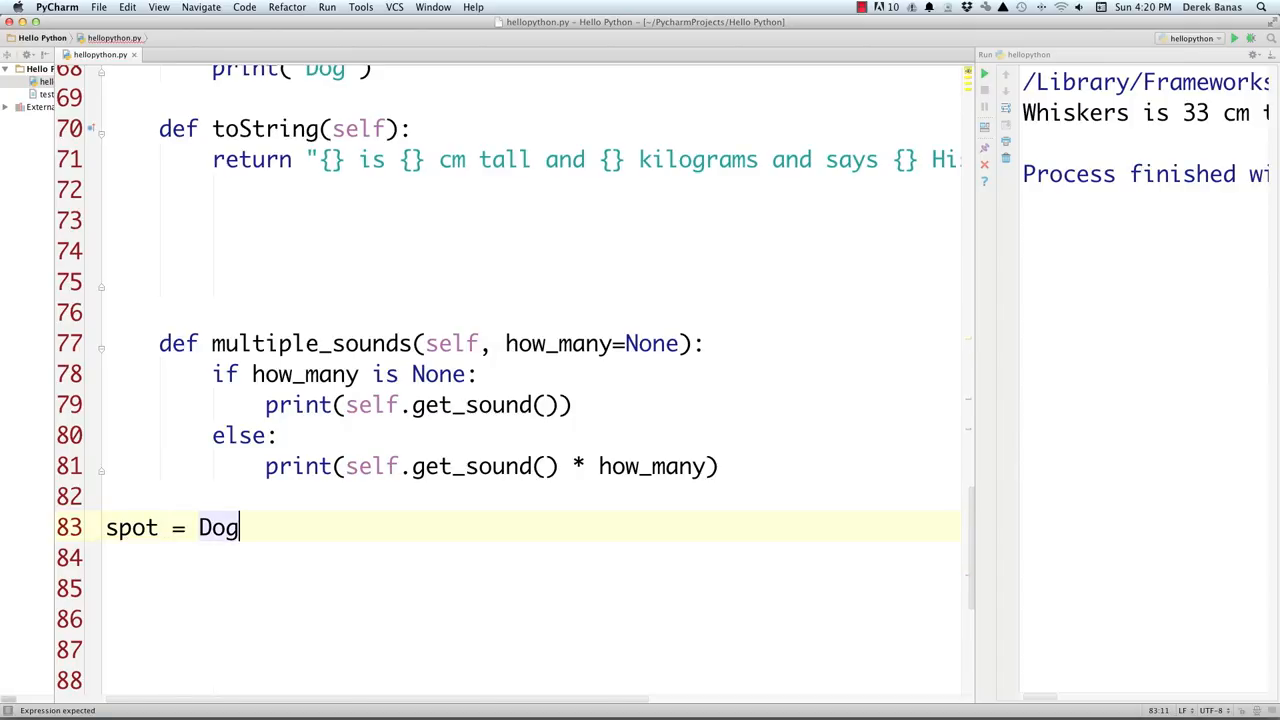 PyCharm File Edit View Navigate Code Refactor Run Tools VCS Window Help 10 Sun 4:20 PM Derek Banas
hellopython.py - [~/PycharmProjects/Hello Python]
Hello Python hellopython.py hellopython
hellopython.py Run hellopython
Hello P
hell
test
Externa
68 print("Dog")
69
70 def toString(self):
71 return "{} is {} cm tall and {} kilograms and says {} Hi
72
73
74
75
76
77 def multiple_sounds(self, how_many=None):
78 if how_many is None:
79 print(self.get_sound())
80 else:
81 print(self.get_sound() * how_many)
82
83 spot = Dog
84
85
86
87
88
/Library/Frameworks
Whiskers is 33 cm t
Process finished wi
Expression expected 83:11 LF UTF-8